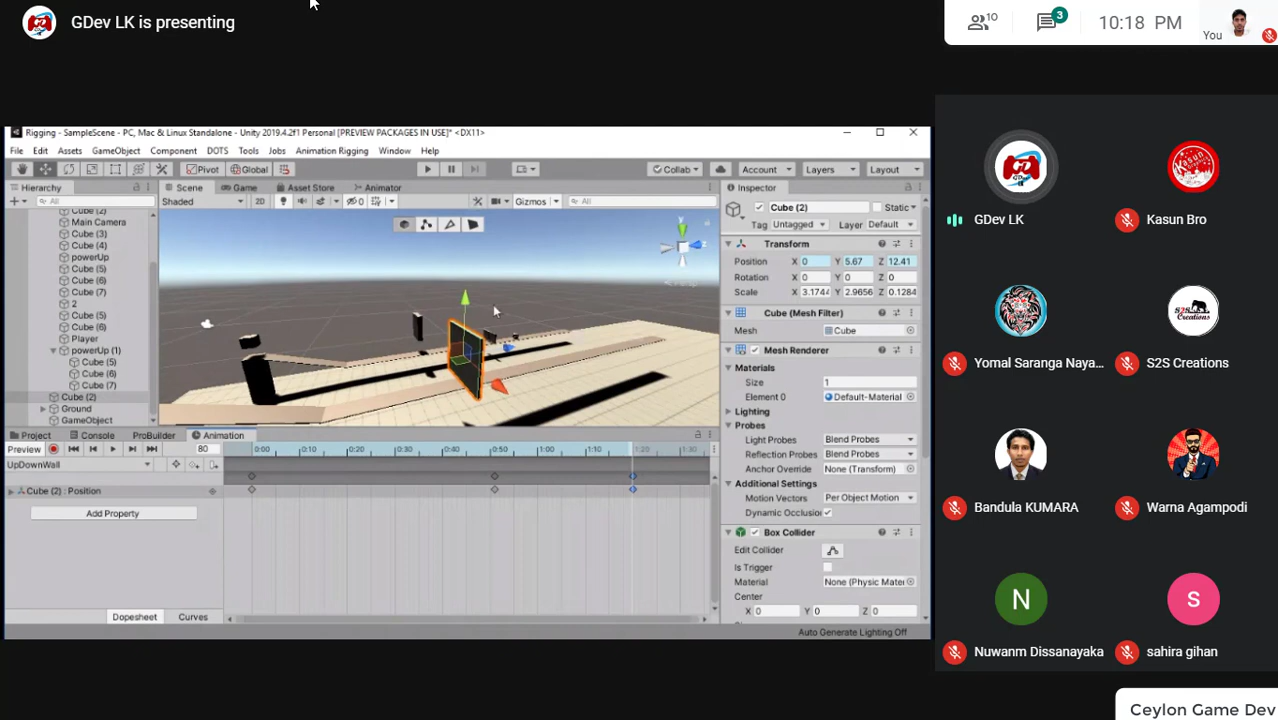 GDev LK is presenting
10
3
10:18 PM
You
Rigging - SampleScene - PC, Mac & Linux Standalone - Unity 2019.4.2f1 Personal [PREVIEW PACKAGES IN USE]* <DX11>
File Edit Assets GameObject Component DOTS Tools Jobs Animation Rigging Window Help
Pivot Global Collab Account Layers Layout
Hierarchy
All
Cube (2)
Main Camera
Cube (3)
Cube (4)
powerUp
Cube (5)
Cube (6)
Cube (7)
2
Cube (5)
Cube (6)
Player
powerUp (1)
Cube (5)
Cube (6)
Cube (7)
Cube (2)
Ground
GameObject
Scene Game Asset Store Animator
Shaded 2D 0 Gizmos All
y
z
Inspector
Cube (2) Static
Tag Untagged Layer Default
Transform
Position X 0 Y 5.67 Z 12.41
Rotation X 0 Y 0 Z 0
Scale X 3.1744 Y 2.9656 Z 0.1284
Cube (Mesh Filter)
Mesh Cube
Mesh Renderer
Materials
Size 1
Element 0 Default-Material
Lighting
Probes
Light Probes Blend Probes
Reflection Probes Blend Probes
Anchor Override None (Transform)
Additional Settings
Motion Vectors Per Object Motion
Dynamic Occlusion
Box Collider
Edit Collider
Is Trigger
Material None (Physic Mater
Center
X 0 Y 0 Z 0
Project Console ProBuilder Animation
Preview 80 0:00 0:10 0:20 0:30 0:40 0:50 1:00 1:10 1:20 1:30
UpDownWall
Cube (2) : Position
Add Property
Dopesheet Curves
Auto Generate Lighting Off
GDev LK
Kasun Bro
Yomal Saranga Naya...
S2S Creations
Bandula KUMARA
Warna Agampodi
N
S
Nuwanm Dissanayaka
sahira gihan
Ceylon Game Dev